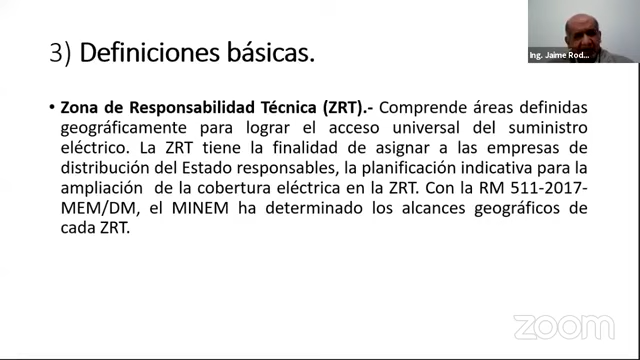 3) Definiciones básicas.
Ing. Jaime Rod...
• Zona de Responsabilidad Técnica (ZRT).- Comprende áreas definidas
geográficamente para lograr el acceso universal del suministro
eléctrico. La ZRT tiene la finalidad de asignar a las empresas de
distribución del Estado responsables, la planificación indicativa para la
ampliación de la cobertura eléctrica en la ZRT. Con la RM 511-2017-
MEM/DM, el MINEM ha determinado los alcances geográficos de
cada ZRT.
zoom